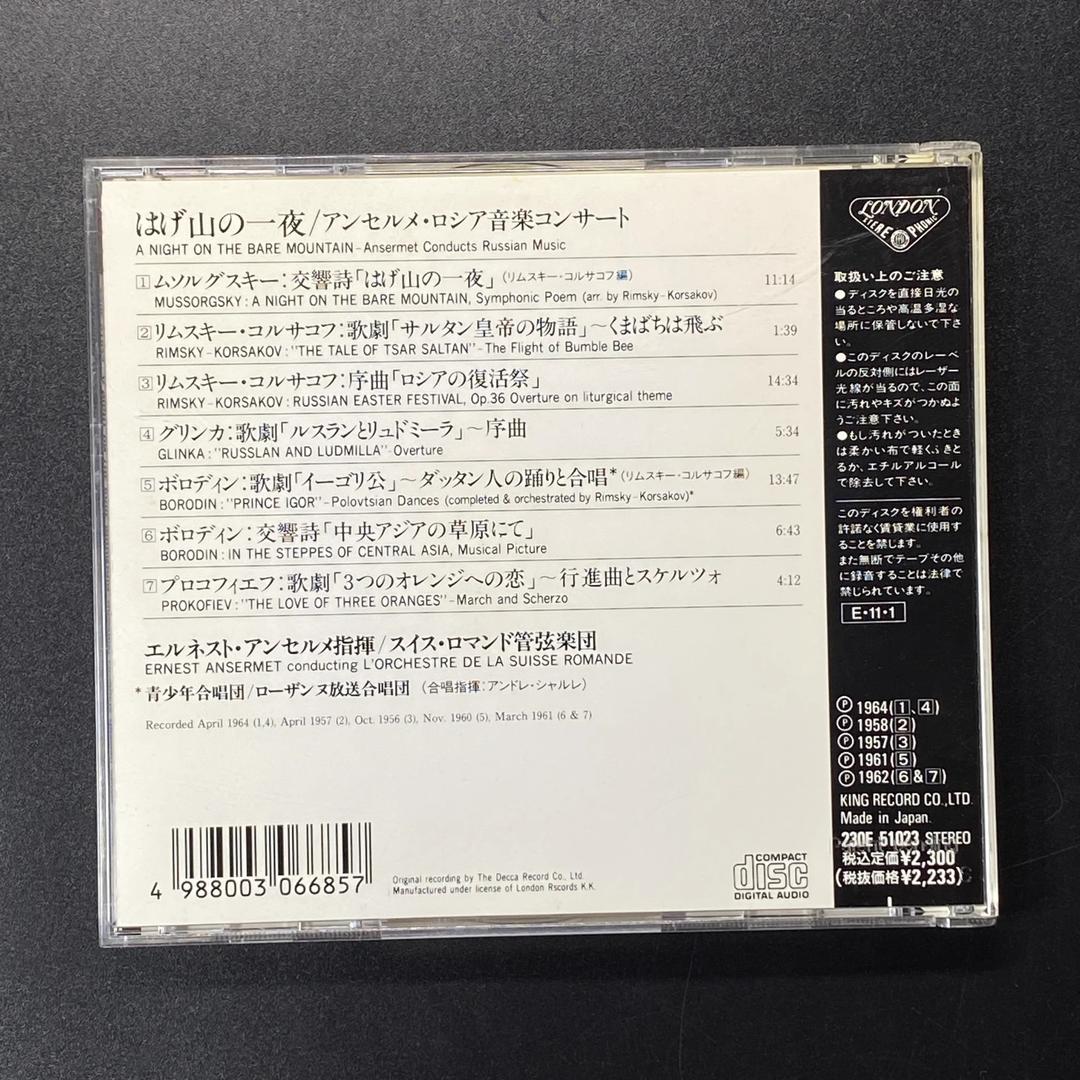 はげ山の一夜/アンセルメ・ロシア音楽コンサート
A NIGHT ON THE BARE MOUNTAIN–Ansermet Conducts Russian Music
1 ムソルグスキー:交響詩「はげ山の一夜」(リムスキー・コルサコフ編) 11:14
MUSSORGSKY:A NIGHT ON THE BARE MOUNTAIN, Symphonic Poem (arr. by Rimsky–Korsakov)
2 リムスキー・コルサコフ:歌劇「サルタン皇帝の物語」〜くまばちは飛ぶ 1:39
RIMSKY–KORSAKOV:"THE TALE OF TSAR SALTAN"–The Flight of Bumble Bee
3 リムスキー・コルサコフ:序曲「ロシアの復活祭」 14:34
RIMSKY–KORSAKOV:RUSSIAN EASTER FESTIVAL, Op.36 Overture on liturgical theme
4 グリンカ:歌劇「ルスランとリュドミーラ」〜序曲 5:34
GLINKA:"RUSSLAN AND LUDMILLA"–Overture
5 ボロディン:歌劇「イーゴリ公」〜ダッタン人の踊りと合唱*(リムスキー・コルサコフ編) 13:47
BORODIN:"PRINCE IGOR"–Polovtsian Dances (completed & orchestrated by Rimsky–Korsakov)*
6 ボロディン:交響詩「中央アジアの草原にて」 6:43
BORODIN:IN THE STEPPES OF CENTRAL ASIA, Musical Picture
7 プロコフィエフ:歌劇「3つのオレンジへの恋」〜行進曲とスケルツォ 4:12
PROKOFIEV:"THE LOVE OF THREE ORANGES"–March and Scherzo
エルネスト・アンセルメ指揮/スイス・ロマンド管弦楽団
ERNEST ANSERMET conducting L'ORCHESTRE DE LA SUISSE ROMANDE
*青少年合唱団/ローザンヌ放送合唱団 (合唱指揮:アンドレ・シャルレ)
Recorded April 1964 (1,4), April 1957 (2), Oct. 1956 (3), Nov. 1960 (5), March 1961 (6 & 7)
4 988003 066857
Original recording by The Decca Record Co., Ltd.
Manufactured under license of London Rscords K.K.
COMPACT
disc
DIGITAL AUDIO
LONDON
STEREOPHONIC
取扱い上のご注意
●ディスクを直接日光の
当るところや高温多湿な
場所に保管しないで下さ
い。
●このディスクのレーベ
ルの反対側にはレーザー
光線が当るので、この面
に汚れやキズがつかぬよ
うご注意下さい。
●もし汚れがついたとき
は柔かい布で軽くふきと
るか、エチルアルコール
で除去して下さい。
このディスクを権利者の
許諾なく賃貸業に使用す
ることを禁じます。
また無断でテープその他
に録音することは法律で
禁じられています。
E・11・1
Ⓟ 1964(1、4)
Ⓟ 1958(2)
Ⓟ 1957(3)
Ⓟ 1961(5)
Ⓟ 1962(6&7)
KING RECORD CO.,LTD.
Made in Japan.
230E 51023 STEREO
税込定価¥2,300
(税抜価格¥2,233)